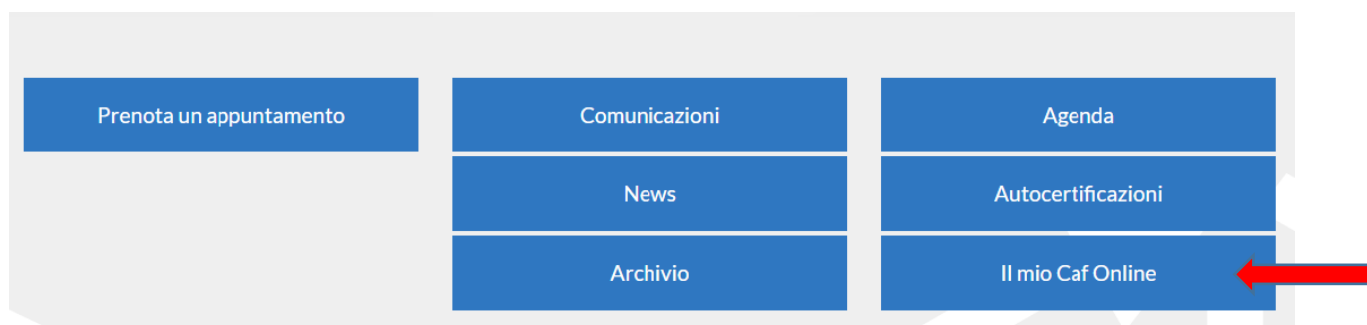 Prenota un appuntamento
Comunicazioni
Agenda
News
Autocertificazioni
Archivio
Il mio Caf Online